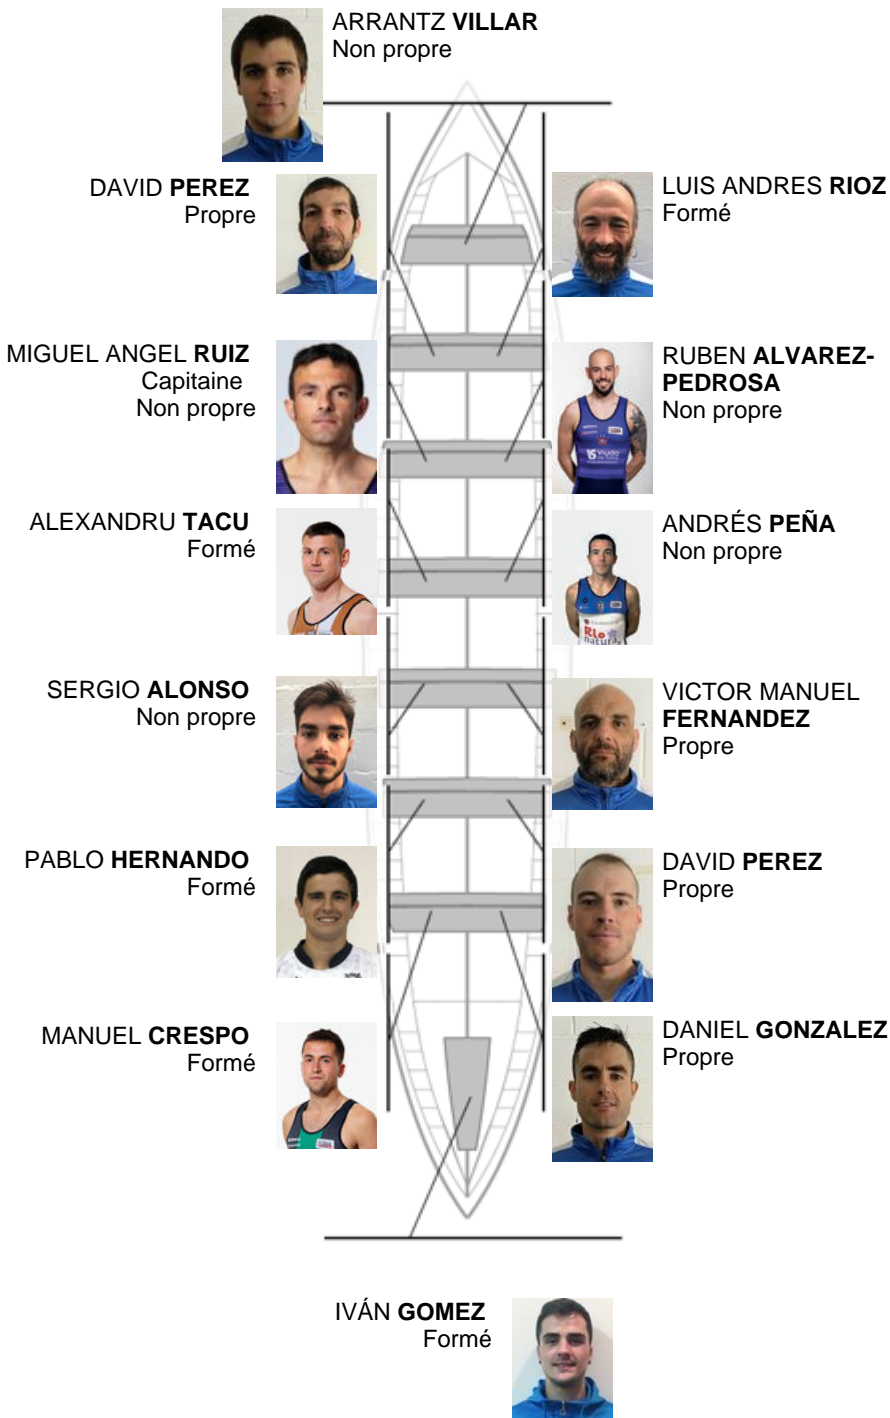 ARRANTZ VILLAR
Non propre
DAVID PEREZ
Propre
LUIS ANDRES RIOZ
Formé
MIGUEL ANGEL RUIZ
Capitaine
Non propre
RUBEN ALVAREZ-
PEDROSA
Non propre
ALEXANDRU TACU
Formé
ANDRÉS PEÑA
Non propre
SERGIO ALONSO
Non propre
VICTOR MANUEL
FERNANDEZ
Propre
PABLO HERNANDO
Formé
DAVID PEREZ
Propre
MANUEL CRESPO
Formé
DANIEL GONZALEZ
Propre
IVÁN GOMEZ
Formé